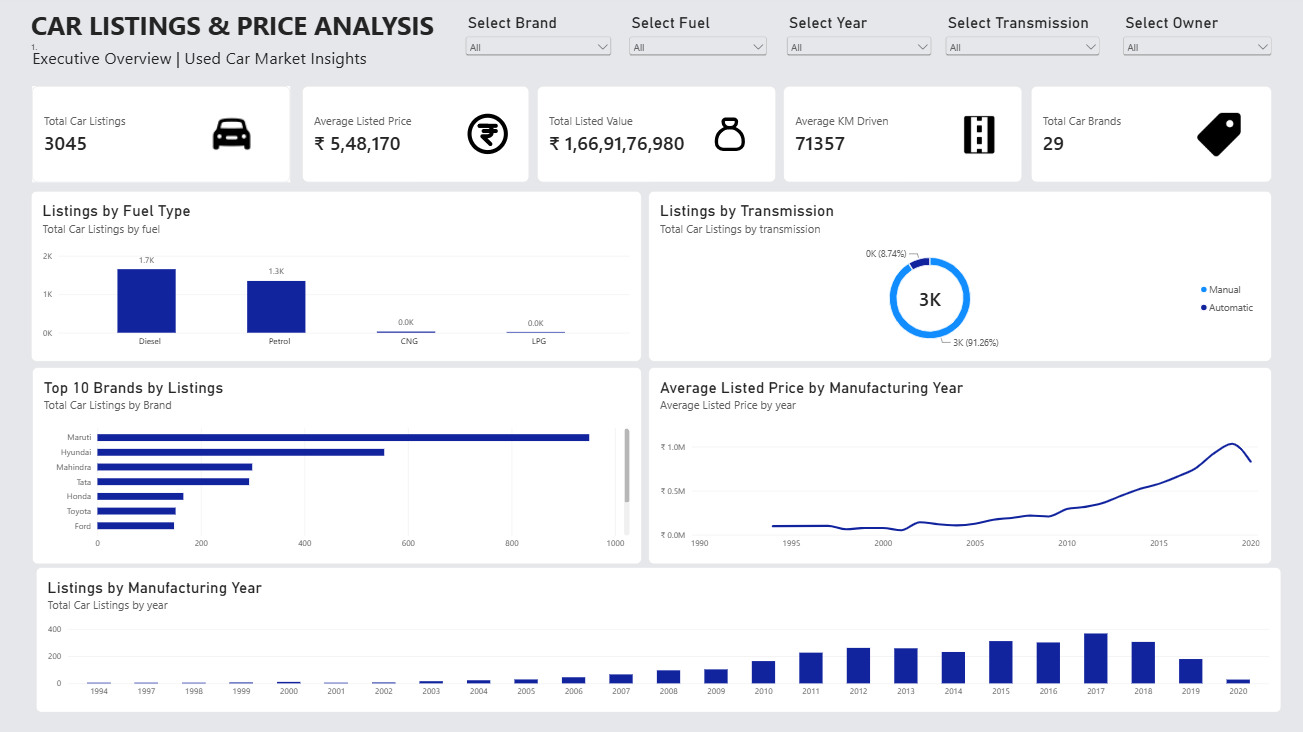 CAR LISTINGS & PRICE ANALYSIS
1.
Executive Overview | Used Car Market Insights
Select Brand
All
Select Fuel
All
Select Year
All
Select Transmission
All
Select Owner
All
Total Car Listings
3045
Average Listed Price
₹ 5,48,170
Total Listed Value
₹ 1,66,91,76,980
Average KM Driven
71357
Total Car Brands
29
Listings by Fuel Type
Total Car Listings by fuel
2K
1K
0K
1.7K
1.3K
0.0K
0.0K
Diesel
Petrol
CNG
LPG
Listings by Transmission
Total Car Listings by transmission
0K (8.74%)
3K
3K (91.26%)
Manual
Automatic
Top 10 Brands by Listings
Total Car Listings by Brand
Maruti
Hyundai
Mahindra
Tata
Honda
Toyota
Ford
0 200 400 600 800 1000
Average Listed Price by Manufacturing Year
Average Listed Price by year
₹ 1.0M
₹ 0.5M
₹ 0.0M
1990 1995 2000 2005 2010 2015 2020
Listings by Manufacturing Year
Total Car Listings by year
400
200
0
1994 1997 1998 1999 2000 2001 2002 2003 2004 2005 2006 2007 2008 2009 2010 2011 2012 2013 2014 2015 2016 2017 2018 2019 2020